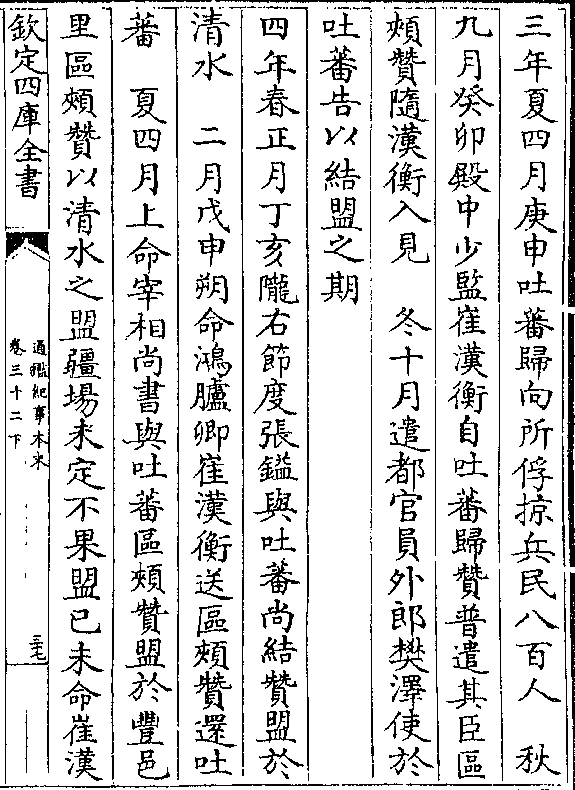 三年夏四月庚申吐蕃歸向所俘掠兵民八百人　秋
九月癸卯殿中少監崔漢衡自吐蕃歸贊普遣其臣區
頰贊隨漢衡入見　冬十月遣都官員外郎樊澤使於
吐蕃告以結盟之期
四年春正月丁亥隴右節度張鎰與吐蕃尚結贊盟於
清水　二月戊申朔命鴻臚卿崔漢衡送區頰贊還吐
蕃　夏四月上命宰相尚書與吐蕃區頰贊盟於豐邑
里區頰贊以清水之盟疆場未定不果盟已未命崔漢
欽定四庫全書
通鑑紀事本末
卷三十二下
三七